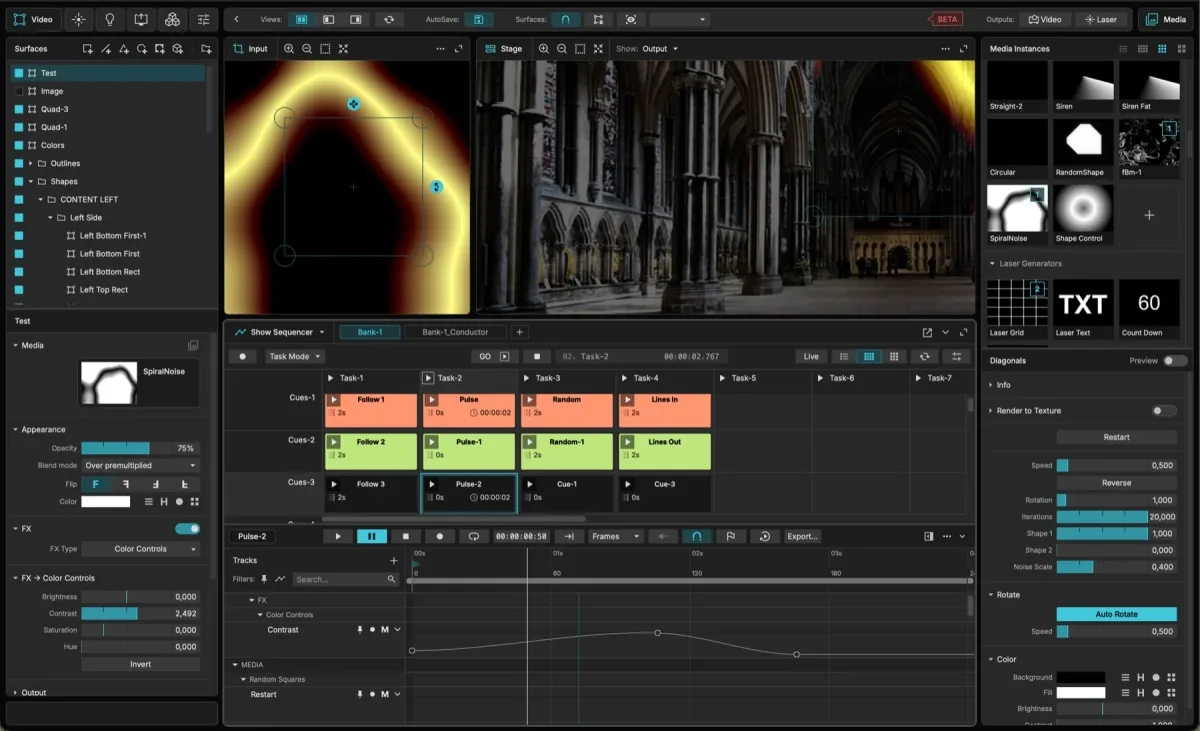 Video
Views:
AutoSave:
Surfaces:
BETA
Outputs:
Video
Laser
Media
Surfaces
Test
Image
Quad-3
Quad-1
Colors
Outlines
Shapes
CONTENT LEFT
Left Side
Left Bottom First-1
Left Bottom First
Left Bottom Rect
Left Top Rect
Test
Media
SpiralNoise
Appearance
Opacity 75%
Blend mode Over premultiplied
Flip
Color
FX
FX Type Color Controls
FX → Color Controls
Brightness 0,000
Contrast 2,492
Saturation 0,000
Hue 0,000
Invert
Output
Input
Stage
Show: Output
Show Sequencer
Bank-1
Bank-1_Conductor
Task Mode
GO
02. Task-2
00:00:02.767
Live
Task-1 Task-2 Task-3 Task-4 Task-5 Task-6 Task-7
Cues-1
Follow 1
2s
Pulse
0s 00:00:02
Random
2s
Lines In
2s
Cues-2
Follow 2
2s
Pulse-1
0s
Random-1
2s
Lines Out
2s
Cues-3
Follow 3
2s
Pulse-2
0s 00:00:02
Cue-1
0s
Cue-3
0s
Pulse-2
00:00:00:50
Frames
Export...
Tracks
Filters:
Search...
00s 01s 02s 03s
0 60 120 180
FX
Color Controls
Contrast M
MEDIA
Random Squares
Restart M
Media Instances
Straight-2
Siren
Siren Fat
Circular
RandomShape
1
fBm-1
1
SpiralNoise
Shape Control
Laser Generators
2
Laser Grid
TXT
Laser Text
60
Count Down
Diagonals
Preview
Info
Render to Texture
Restart
Speed 0,500
Reverse
Rotation 1,000
Iterations 20,000
Shape 1 1,000
Shape 2 0,000
Noise Scale 0,400
Rotate
Auto Rotate
Speed 0,500
Color
Background
Fill
Brightness 0,000